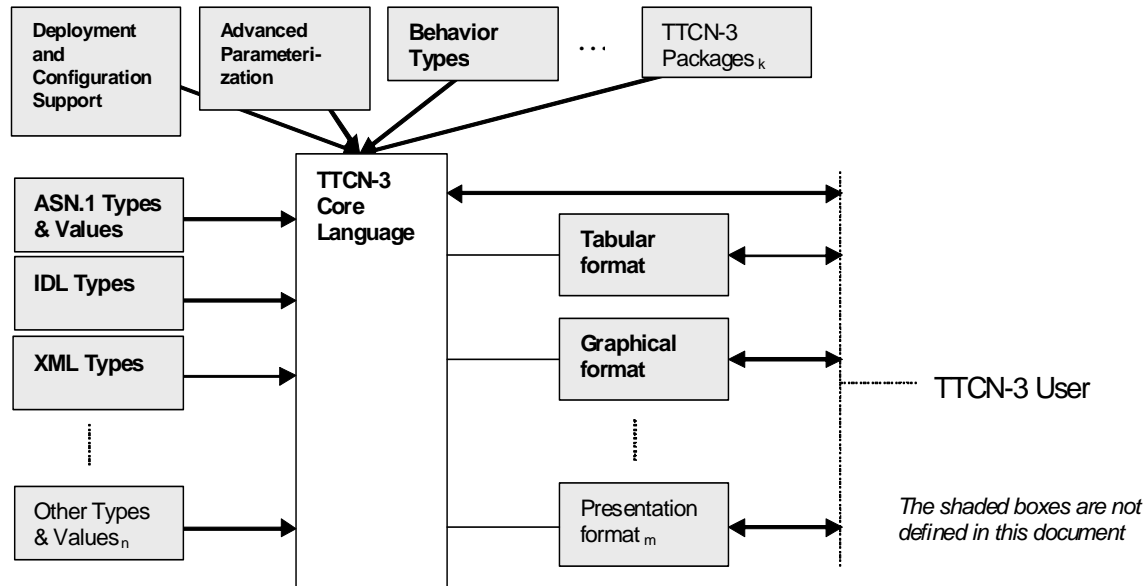 Deployment
and
Configuration
Support
Advanced
Parameteri-
zation
Behavior
Types
...
TTCN-3
Packages k
TTCN-3
Core
Language
ASN.1 Types
& Values
IDL Types
XML Types
Other Types
& Values n
Tabular
format
Graphical
format
Presentation
format m
TTCN-3 User
The shaded boxes are not
defined in this document